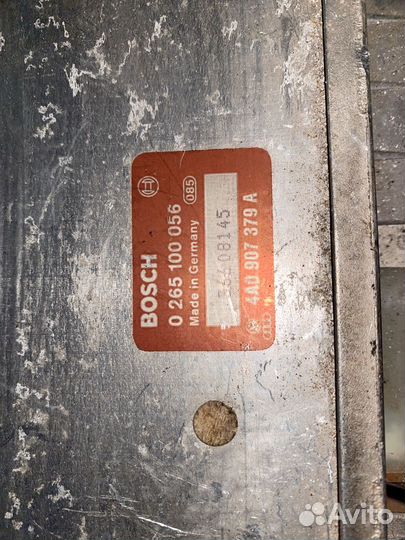 BOSCH
0 265 100 056
Made in Germany
085
4A0 907 379 A
Avito